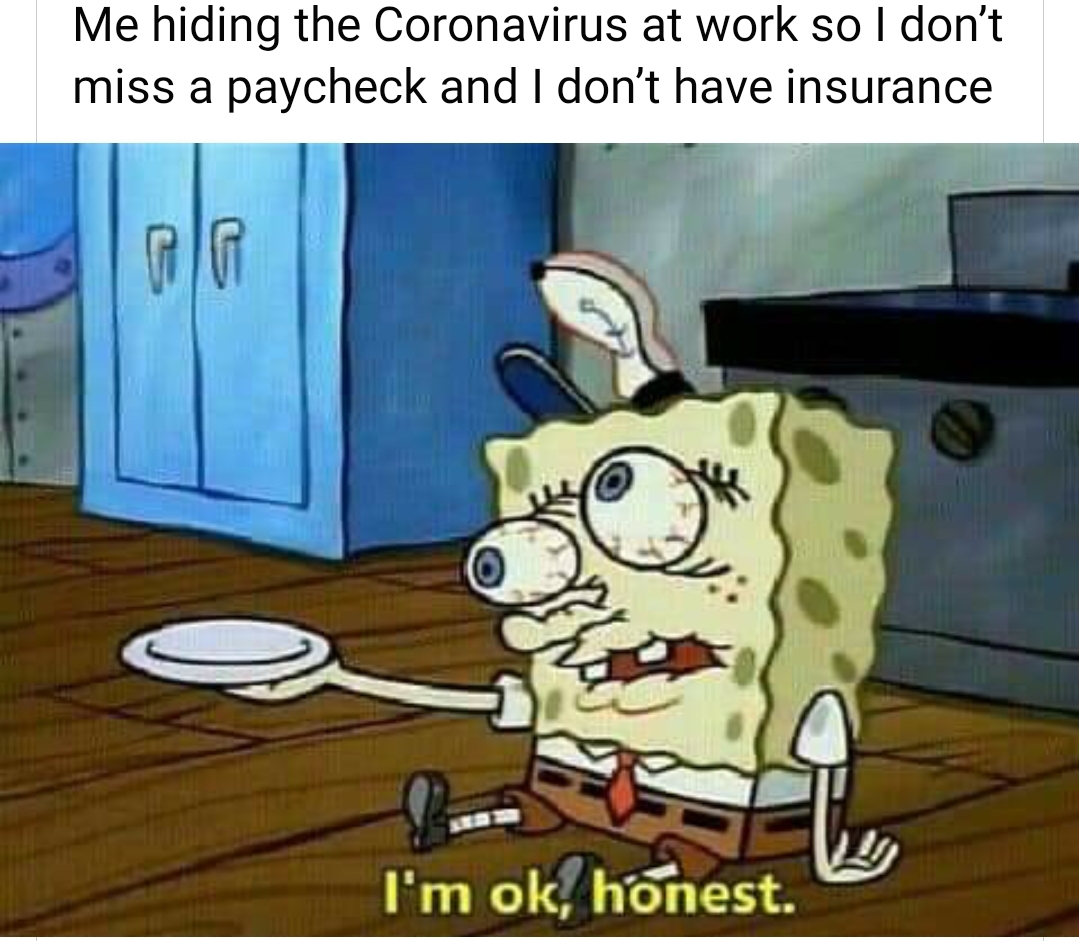 Me hiding the Coronavirus at work so I don’t
miss a paycheck and I don’t have insurance
I'm ok, honest.